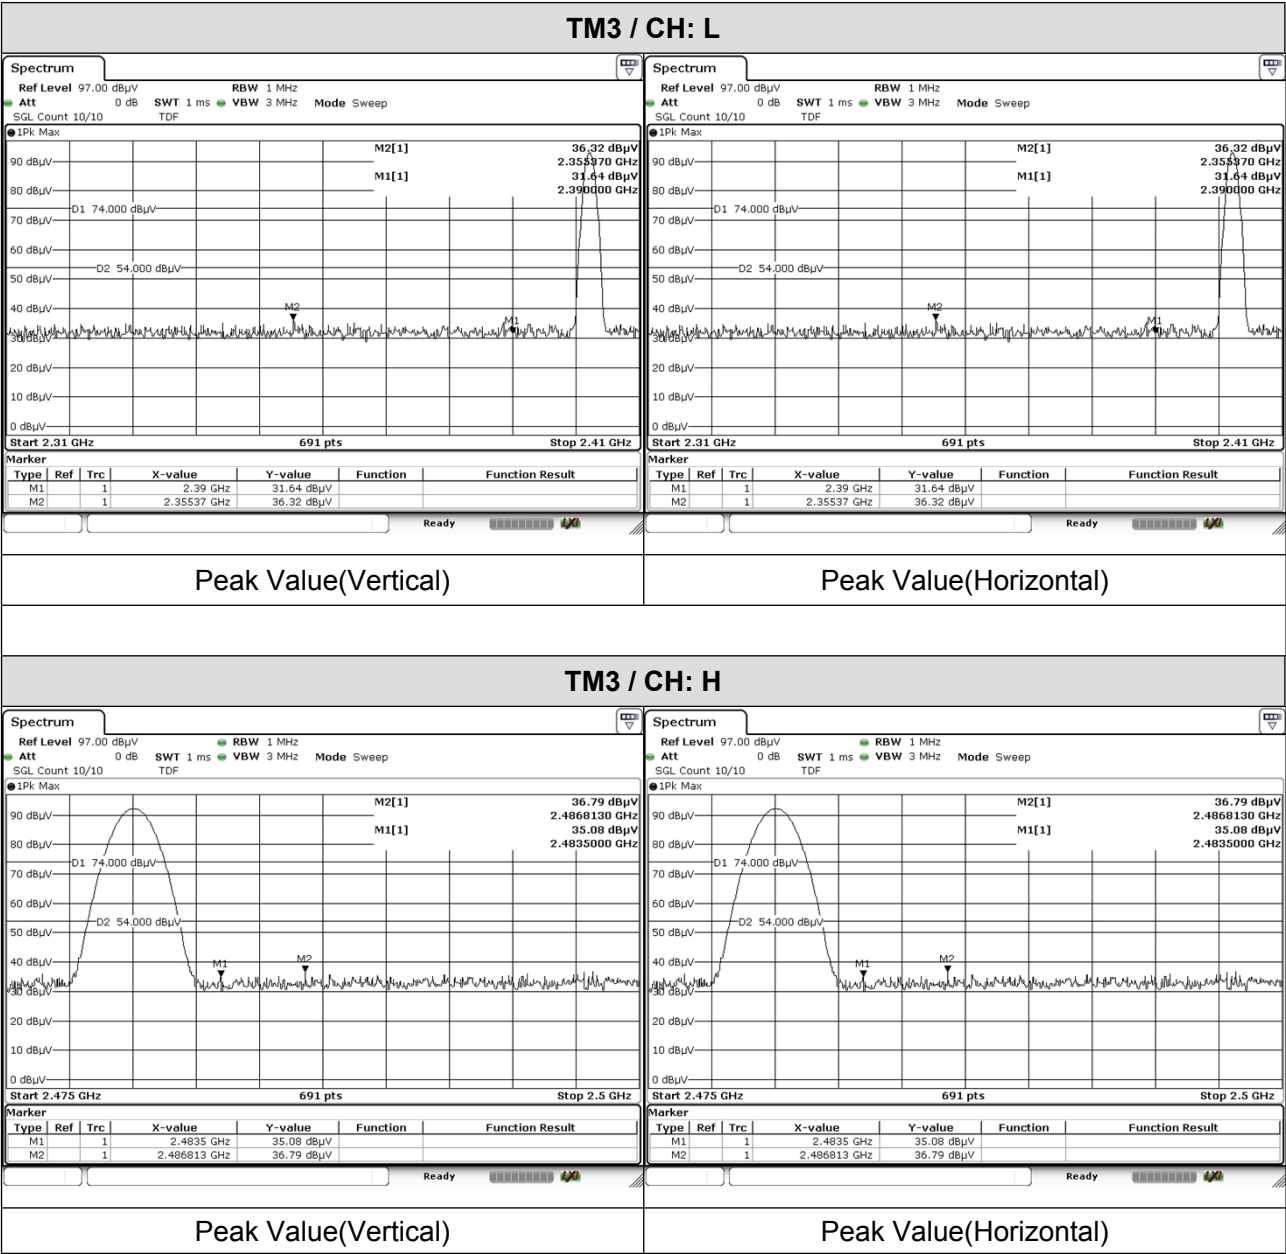 TM3 / CH: L
Spectrum
Ref Level 97.00 dBµV RBW 1 MHz
Att 0 dB SWT 1 ms VBW 3 MHz Mode Sweep
SGL Count 10/10 TDF
1Pk Max
M2[1] 36.32 dBµV
2.355370 GHz
M1[1] 31.64 dBµV
2.390000 GHz
90 dBµV
80 dBµV
D1 74.000 dBµV
70 dBµV
60 dBµV
D2 54.000 dBµV
50 dBµV
40 dBµV
M2
M1
30 dBµV
20 dBµV
10 dBµV
0 dBµV
Start 2.31 GHz 691 pts Stop 2.41 GHz
Marker
Type Ref Trc X-value Y-value Function Function Result
M1 1 2.39 GHz 31.64 dBµV
M2 1 2.35537 GHz 36.32 dBµV
Ready LXI
Peak Value(Vertical)
Spectrum
Ref Level 97.00 dBµV RBW 1 MHz
Att 0 dB SWT 1 ms VBW 3 MHz Mode Sweep
SGL Count 10/10 TDF
1Pk Max
M2[1] 36.32 dBµV
2.355370 GHz
M1[1] 31.64 dBµV
2.390000 GHz
90 dBµV
80 dBµV
D1 74.000 dBµV
70 dBµV
60 dBµV
D2 54.000 dBµV
50 dBµV
40 dBµV
M2
M1
30 dBµV
20 dBµV
10 dBµV
0 dBµV
Start 2.31 GHz 691 pts Stop 2.41 GHz
Marker
Type Ref Trc X-value Y-value Function Function Result
M1 1 2.39 GHz 31.64 dBµV
M2 1 2.35537 GHz 36.32 dBµV
Ready LXI
Peak Value(Horizontal)
TM3 / CH: H
Spectrum
Ref Level 97.00 dBµV RBW 1 MHz
Att 0 dB SWT 1 ms VBW 3 MHz Mode Sweep
SGL Count 10/10 TDF
1Pk Max
M2[1] 36.79 dBµV
2.4868130 GHz
M1[1] 35.08 dBµV
2.4835000 GHz
90 dBµV
80 dBµV
D1 74.000 dBµV
70 dBµV
60 dBµV
D2 54.000 dBµV
50 dBµV
40 dBµV
M1
M2
30 dBµV
20 dBµV
10 dBµV
0 dBµV
Start 2.475 GHz 691 pts Stop 2.5 GHz
Marker
Type Ref Trc X-value Y-value Function Function Result
M1 1 2.4835 GHz 35.08 dBµV
M2 1 2.486813 GHz 36.79 dBµV
Ready LXI
Peak Value(Vertical)
Spectrum
Ref Level 97.00 dBµV RBW 1 MHz
Att 0 dB SWT 1 ms VBW 3 MHz Mode Sweep
SGL Count 10/10 TDF
1Pk Max
M2[1] 36.79 dBµV
2.4868130 GHz
M1[1] 35.08 dBµV
2.4835000 GHz
90 dBµV
80 dBµV
D1 74.000 dBµV
70 dBµV
60 dBµV
D2 54.000 dBµV
50 dBµV
40 dBµV
M1
M2
30 dBµV
20 dBµV
10 dBµV
0 dBµV
Start 2.475 GHz 691 pts Stop 2.5 GHz
Marker
Type Ref Trc X-value Y-value Function Function Result
M1 1 2.4835 GHz 35.08 dBµV
M2 1 2.486813 GHz 36.79 dBµV
Ready LXI
Peak Value(Horizontal)